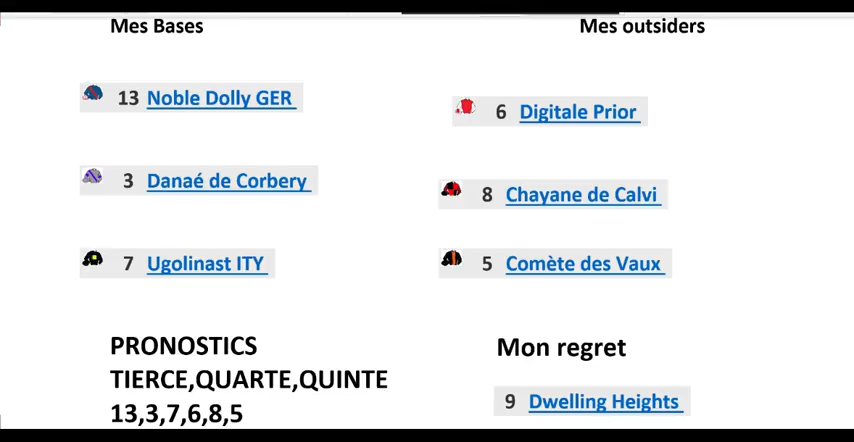 Mes Bases
Mes outsiders
13 Noble Dolly GER
6 Digitale Prior
3 Danaé de Corbery
8 Chayane de Calvi
7 Ugolinast ITY
5 Comète des Vaux
PRONOSTICS
TIERCE,QUARTE,QUINTE
13,3,7,6,8,5
Mon regret
9 Dwelling Heights